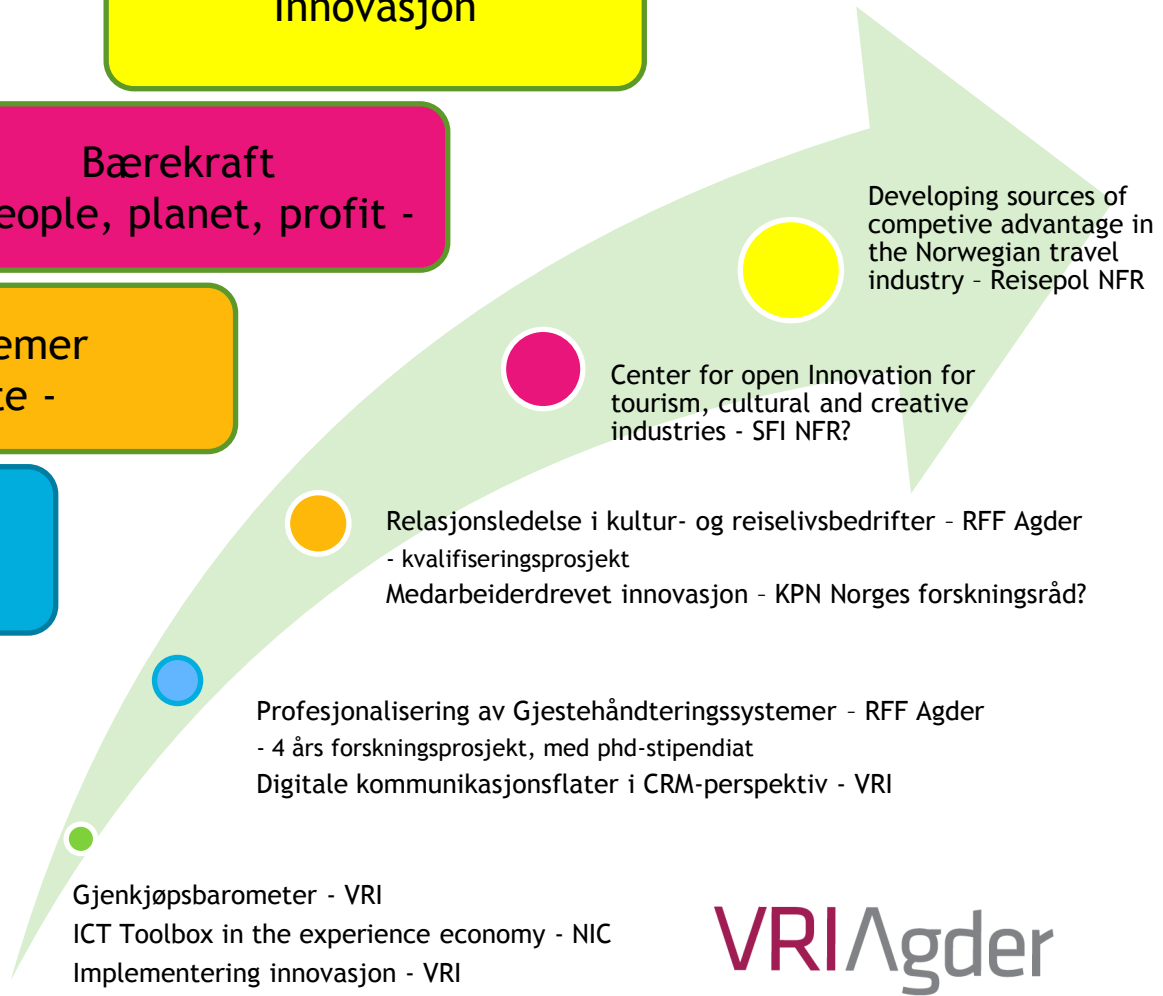 Innovasjon
Bærekraft
eople, planet, profit -
emer
te -
Developing sources of
competive advantage in
the Norwegian travel
industry – Reisepol NFR
Center for open Innovation for
tourism, cultural and creative
industries - SFI NFR?
Relasjonsledelse i kultur- og reiselivsbedrifter – RFF Agder
- kvalifiseringsprosjekt
Medarbeiderdrevet innovasjon – KPN Norges forskningsråd?
Profesjonalisering av Gjestehåndteringssystemer – RFF Agder
- 4 års forskningsprosjekt, med phd-stipendiat
Digitale kommunikasjonsflater i CRM-perspektiv - VRI
Gjenkjøpsbarometer - VRI
ICT Toolbox in the experience economy - NIC
Implementering innovasjon - VRI
VRI Agder